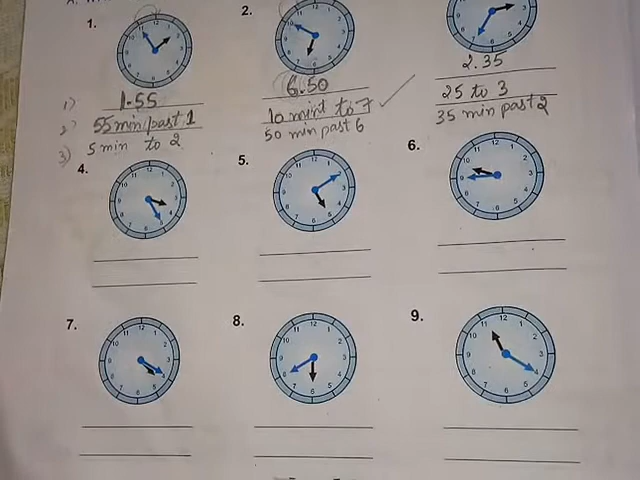 1.
2.
1) 1.55
6.50
2.35
2) 55 min/past 1
10 mint to 7
25 to 3
3) 5 min to 2
50 min past 6
35 min past 2
4.
5.
6.
7.
8.
9.